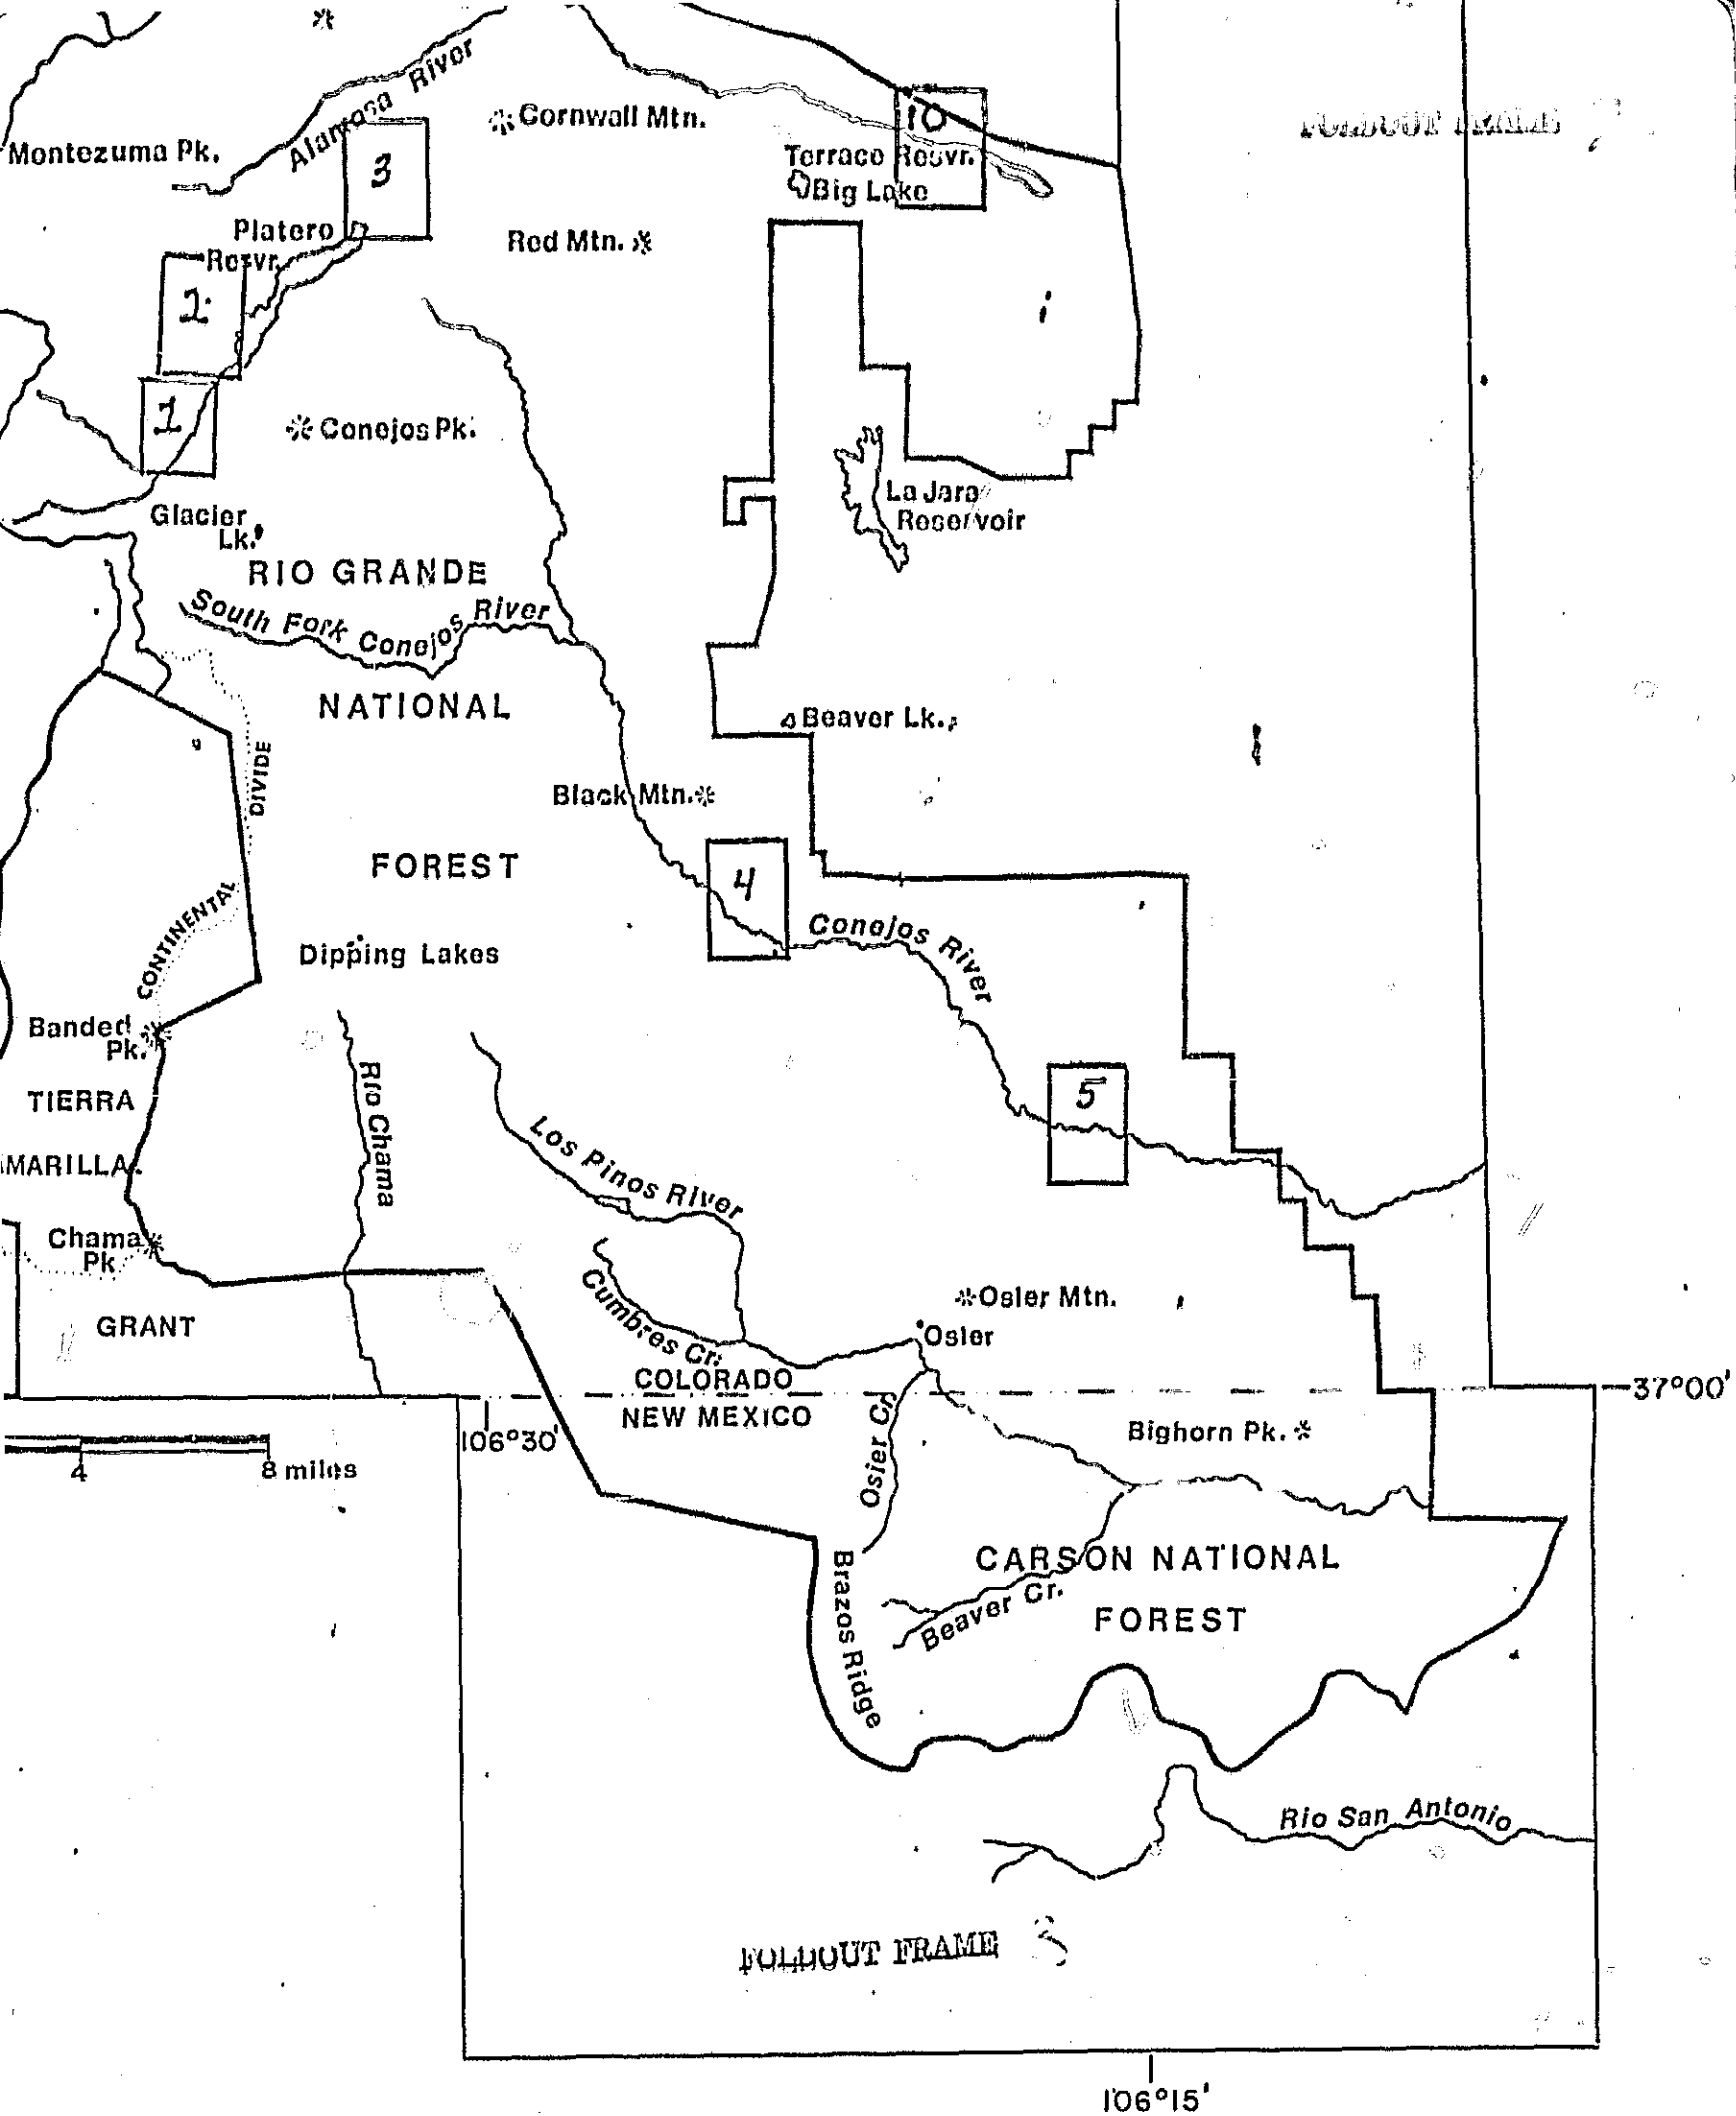 Alamosa River
Cornwall Mtn.
10
Montezuma Pk.
3
Terrace Resvr.
Big Lake
Platoro
Resvr.
Red Mtn.
2
1
Conejos Pk.
La Jara
Reservoir
Glacier
Lk.
RIO GRANDE
South Fork Conejos River
NATIONAL
Beaver Lk.
DIVIDE
Black Mtn.
FOREST
4
CONTINENTAL
Conejos River
Dipping Lakes
Banded
Pk.
5
TIERRA
Rio Chama
Los Pinos River
MARILLA
Chama
Pk
Cumbres Cr.
Osier Mtn.
GRANT
Osier
COLORADO
37°00'
NEW MEXICO
Osier Cr.
Bighorn Pk.
106°30'
4
8 miles
CARSON NATIONAL
Brazos Ridge
Beaver Cr.
FOREST
Rio San Antonio
FOLDOUT FRAME
106°15'